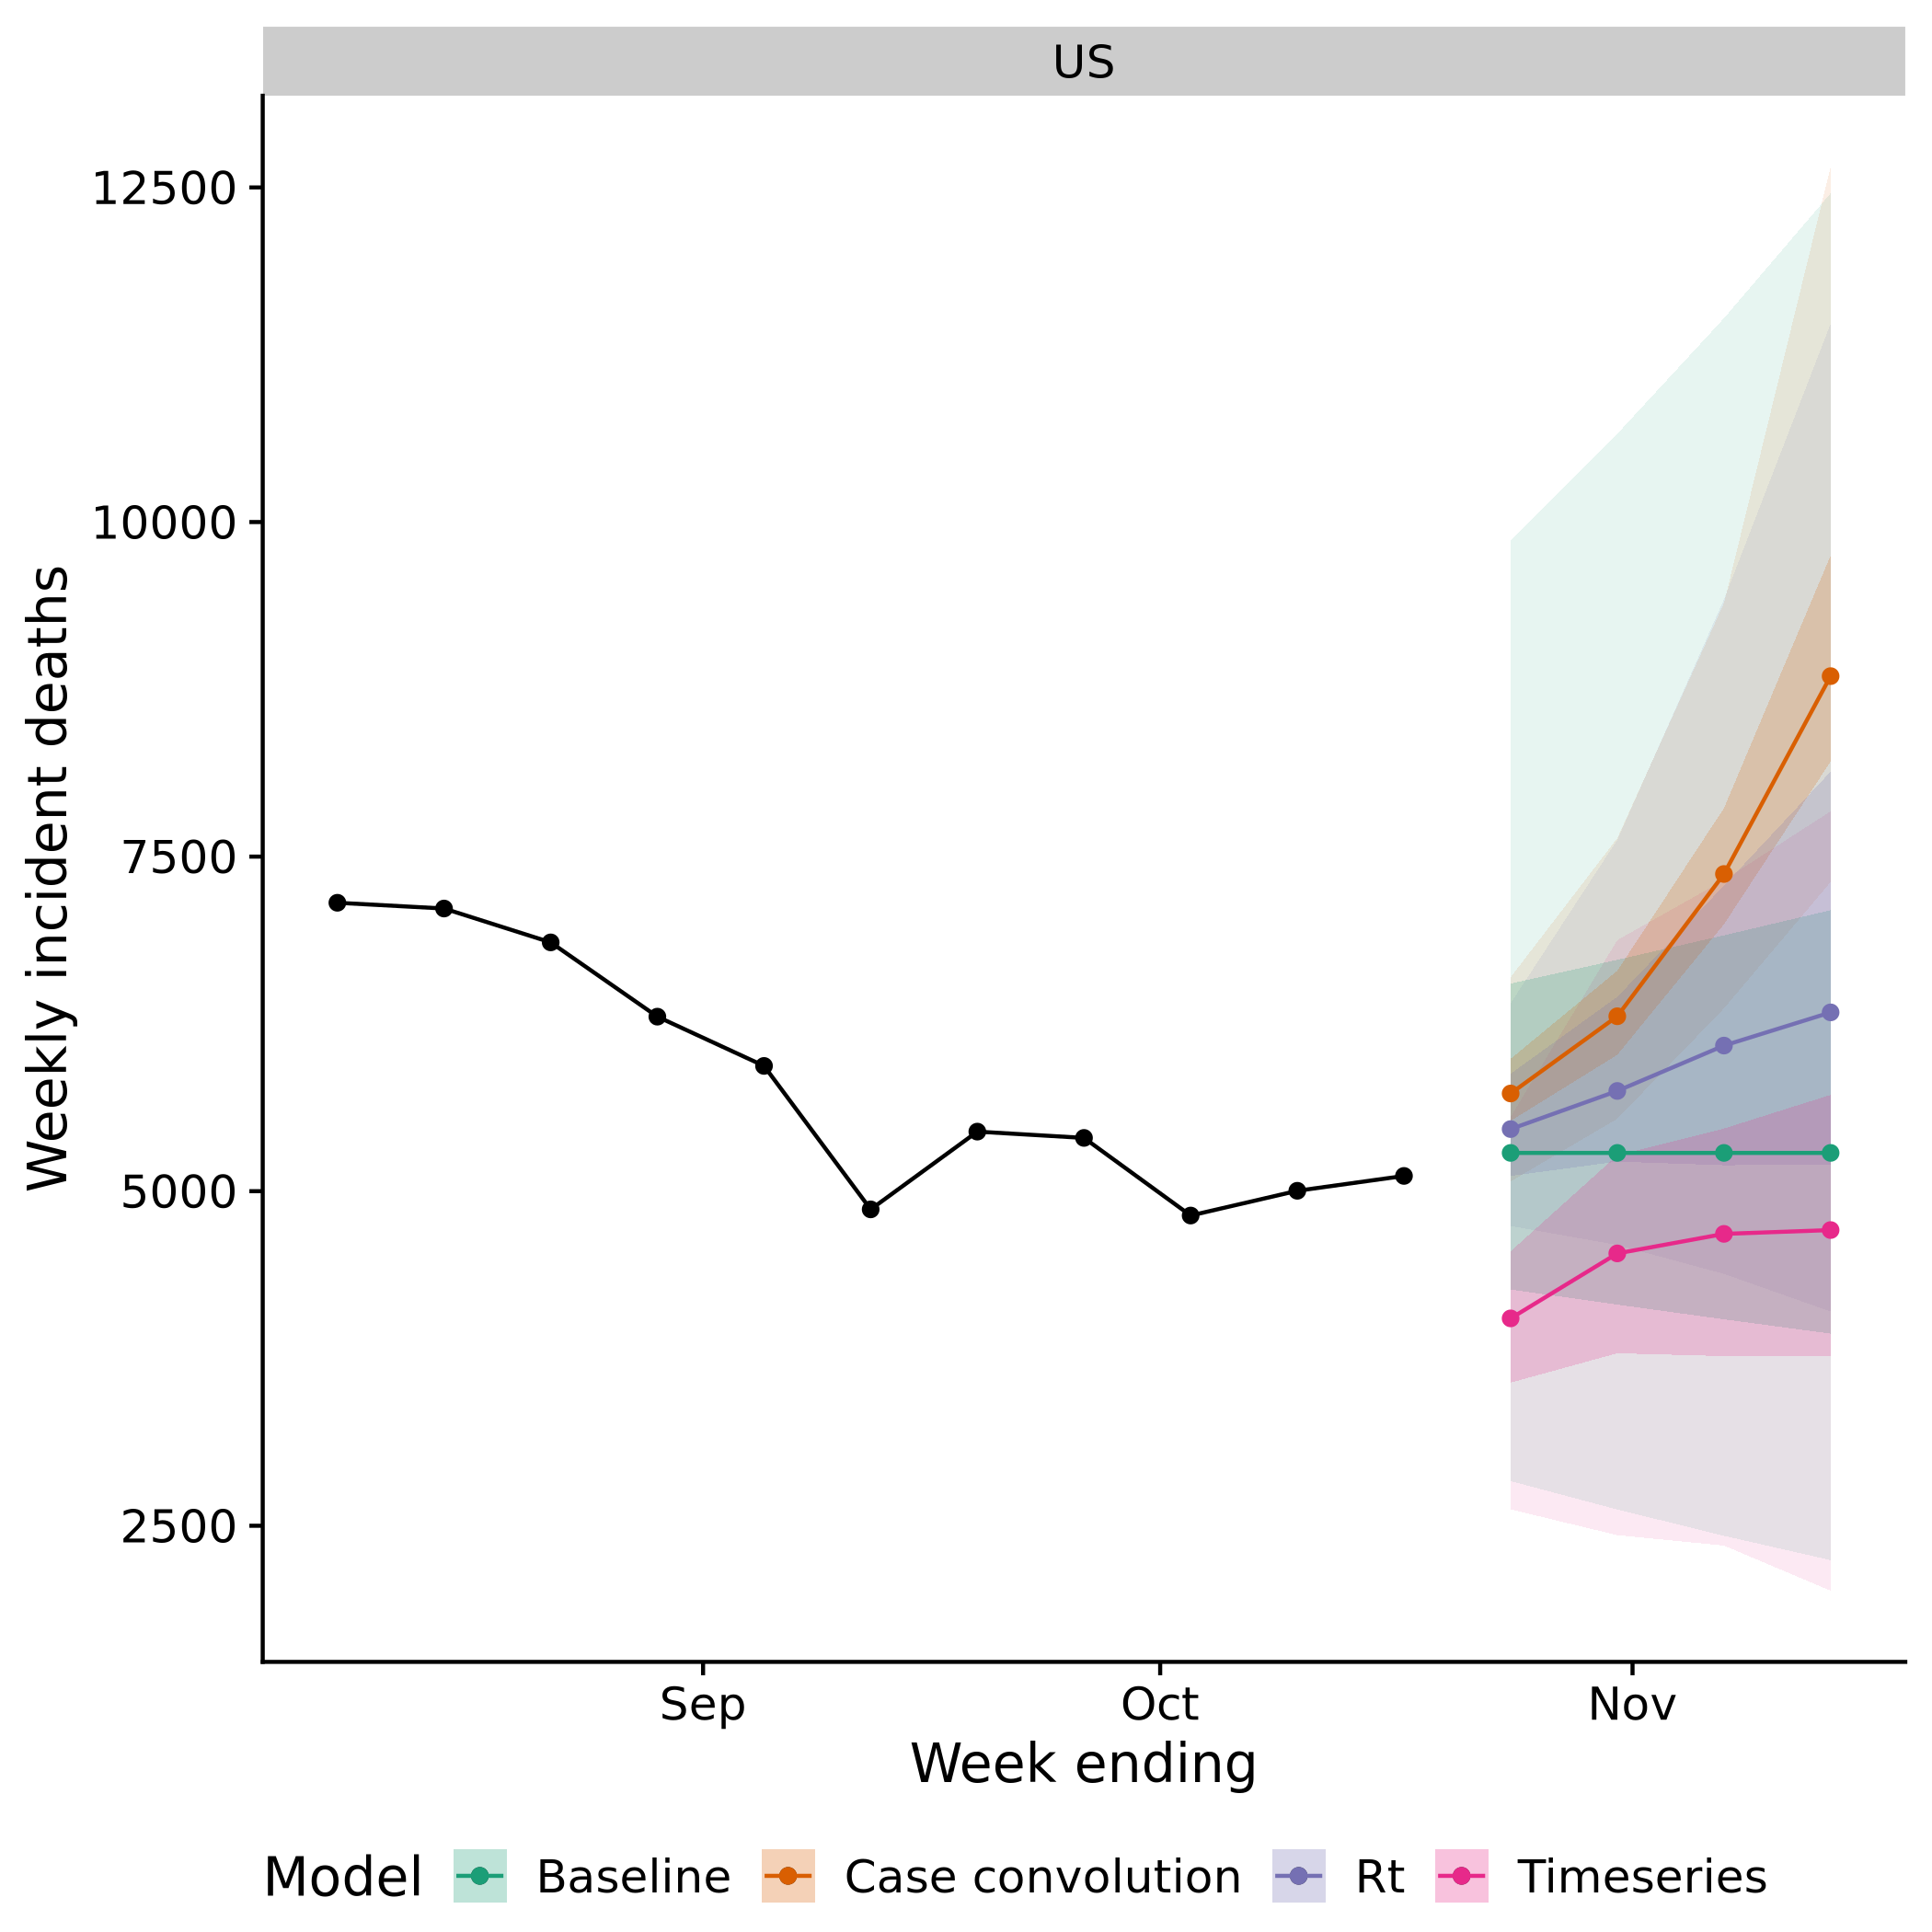 US
Weekly incident deaths
12500
10000
7500
5000
2500
Sep Oct Nov
Week ending
Model Baseline Case convolution Rt Timeseries